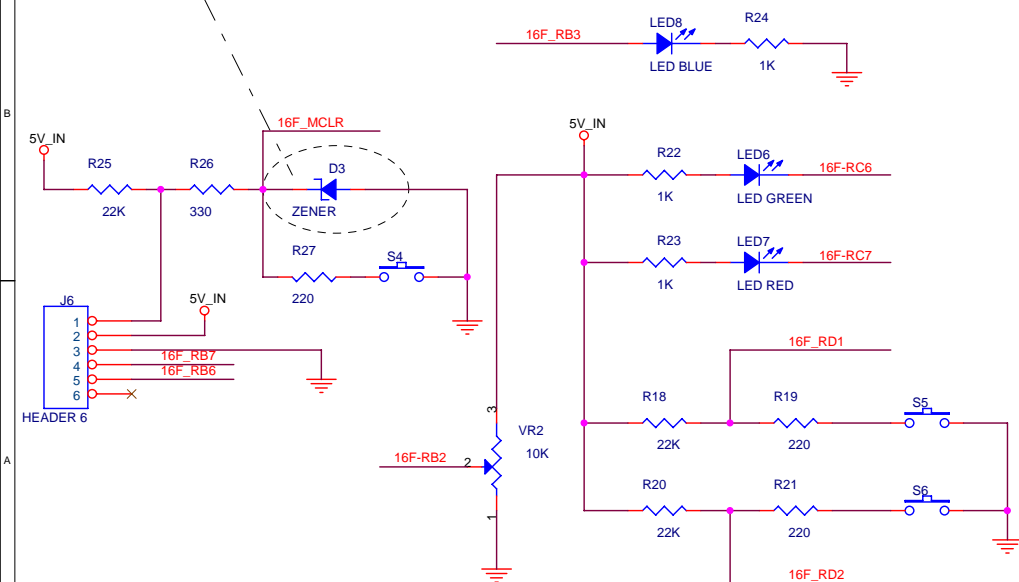 LED8
R24
16F_RB3
LED BLUE
1K
B
5V_IN
R25
R26
22K
330
16F_MCLR
D3
ZENER
R27
S4
220
5V_IN
R22
LED6
16F-RC6
1K
LED GREEN
R23
LED7
16F-RC7
1K
LED RED
J6
5V_IN
1
2
3
4
5
6
16F_RB7
16F_RB6
HEADER 6
A
16F_RD1
R18
R19
S5
22K
220
3
VR2
10K
16F-RB2
2
1
R20
R21
S6
22K
220
16F_RD2